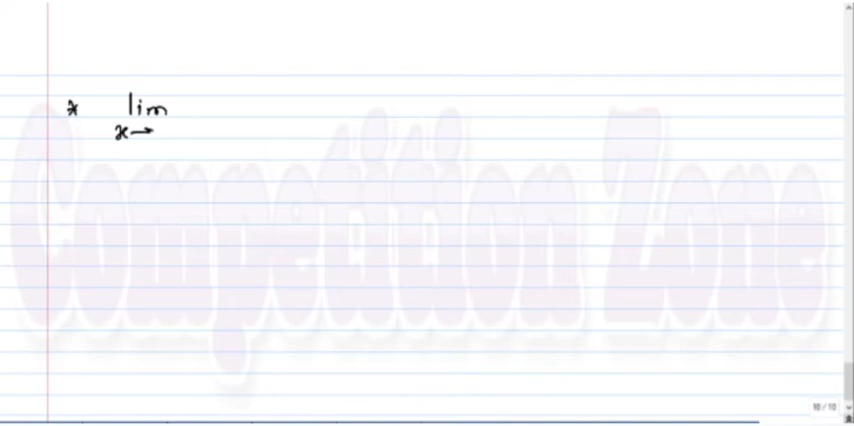 * lim
x→
Competition Zone
10/10